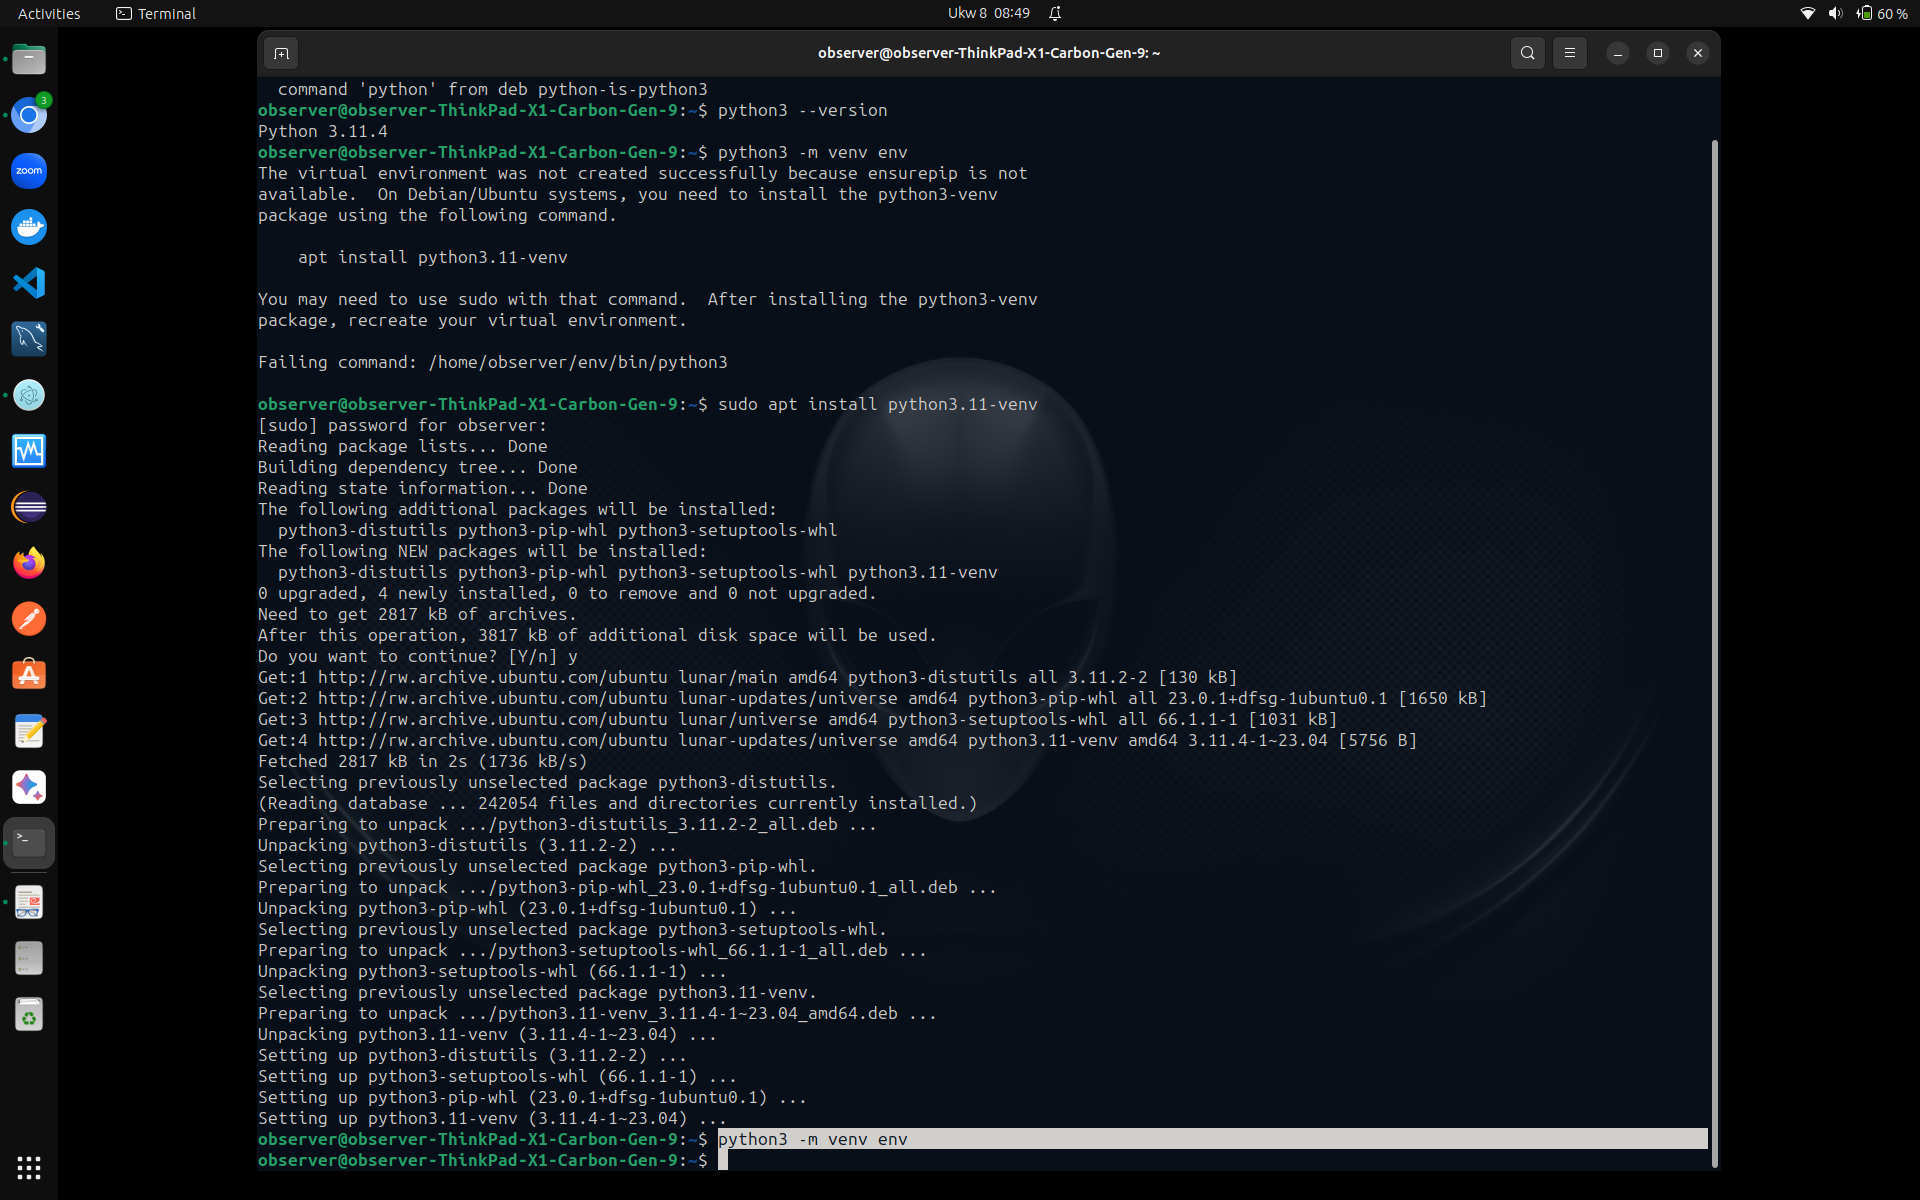 Activities
Terminal
Ukw 8 08:49
60 %
observer@observer-ThinkPad-X1-Carbon-Gen-9: ~
3
zoom
command 'python' from deb python-is-python3
observer@observer-ThinkPad-X1-Carbon-Gen-9:~$ python3 --version
Python 3.11.4
observer@observer-ThinkPad-X1-Carbon-Gen-9:~$ python3 -m venv env
The virtual environment was not created successfully because ensurepip is not
available.  On Debian/Ubuntu systems, you need to install the python3-venv
package using the following command.
apt install python3.11-venv
You may need to use sudo with that command.  After installing the python3-venv
package, recreate your virtual environment.
Failing command: /home/observer/env/bin/python3
observer@observer-ThinkPad-X1-Carbon-Gen-9:~$ sudo apt install python3.11-venv
[sudo] password for observer:
Reading package lists... Done
Building dependency tree... Done
Reading state information... Done
The following additional packages will be installed:
python3-distutils python3-pip-whl python3-setuptools-whl
The following NEW packages will be installed:
python3-distutils python3-pip-whl python3-setuptools-whl python3.11-venv
0 upgraded, 4 newly installed, 0 to remove and 0 not upgraded.
Need to get 2817 kB of archives.
After this operation, 3817 kB of additional disk space will be used.
Do you want to continue? [Y/n] y
Get:1 http://rw.archive.ubuntu.com/ubuntu lunar/main amd64 python3-distutils all 3.11.2-2 [130 kB]
Get:2 http://rw.archive.ubuntu.com/ubuntu lunar-updates/universe amd64 python3-pip-whl all 23.0.1+dfsg-1ubuntu0.1 [1650 kB]
Get:3 http://rw.archive.ubuntu.com/ubuntu lunar/universe amd64 python3-setuptools-whl all 66.1.1-1 [1031 kB]
Get:4 http://rw.archive.ubuntu.com/ubuntu lunar-updates/universe amd64 python3.11-venv amd64 3.11.4-1~23.04 [5756 B]
Fetched 2817 kB in 2s (1736 kB/s)
Selecting previously unselected package python3-distutils.
(Reading database ... 242054 files and directories currently installed.)
Preparing to unpack .../python3-distutils_3.11.2-2_all.deb ...
Unpacking python3-distutils (3.11.2-2) ...
Selecting previously unselected package python3-pip-whl.
Preparing to unpack .../python3-pip-whl_23.0.1+dfsg-1ubuntu0.1_all.deb ...
Unpacking python3-pip-whl (23.0.1+dfsg-1ubuntu0.1) ...
Selecting previously unselected package python3-setuptools-whl.
Preparing to unpack .../python3-setuptools-whl_66.1.1-1_all.deb ...
Unpacking python3-setuptools-whl (66.1.1-1) ...
Selecting previously unselected package python3.11-venv.
Preparing to unpack .../python3.11-venv_3.11.4-1~23.04_amd64.deb ...
Unpacking python3.11-venv (3.11.4-1~23.04) ...
Setting up python3-distutils (3.11.2-2) ...
Setting up python3-setuptools-whl (66.1.1-1) ...
Setting up python3-pip-whl (23.0.1+dfsg-1ubuntu0.1) ...
Setting up python3.11-venv (3.11.4-1~23.04) ...
observer@observer-ThinkPad-X1-Carbon-Gen-9:~$ python3 -m venv env
observer@observer-ThinkPad-X1-Carbon-Gen-9:~$